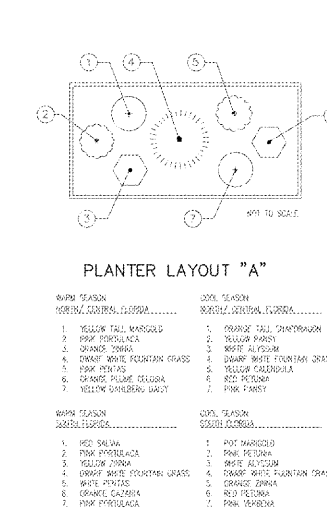 1 4 5
2
3 7
NOT TO SCALE
PLANTER LAYOUT "A"
WARM SEASON
NORTH/ CENTRAL FLORIDA
1. YELLOW TALL MARIGOLD
2. PINK PORTULACA
3. ORANGE ZINNIA
4. DWARF WHITE FOUNTAIN GRASS
5. PINK PENTAS
6. ORANGE PLUME CELOSIA
7. YELLOW DAHLBERG DAISY
COOL SEASON
NORTH/ CENTRAL FLORIDA
1. ORANGE TALL SNAPDRAGON
2. YELLOW PANSY
3. WHITE ALYSSUM
4. DWARF WHITE FOUNTAIN GRA
5. YELLOW CALENDULA
6. RED PETUNIA
7. PINK PANSY
WARM SEASON
SOUTH FLORIDA
1. RED SALVIA
2. PINK PORTULACA
3. YELLOW ZINNIA
4. DWARF WHITE FOUNTAIN GRASS
5. WHITE PENTAS
6. ORANGE GAZANIA
7. PINK PORTULACA
COOL SEASON
SOUTH FLORIDA
1. POT MARIGOLD
2. PINK PETUNIA
3. WHITE ALYSSUM
4. DWARF WHITE FOUNTAIN GRA
5. ORANGE ZINNIA
6. RED PETUNIA
7. PINK VERBENA